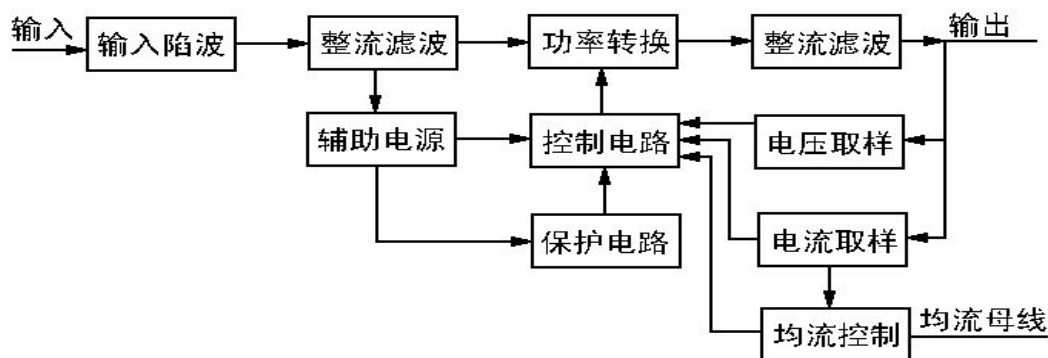 输入
输入陷波
整流滤波
功率转换
整流滤波
输出
辅助电源
控制电路
电压取样
保护电路
电流取样
均流控制
均流母线